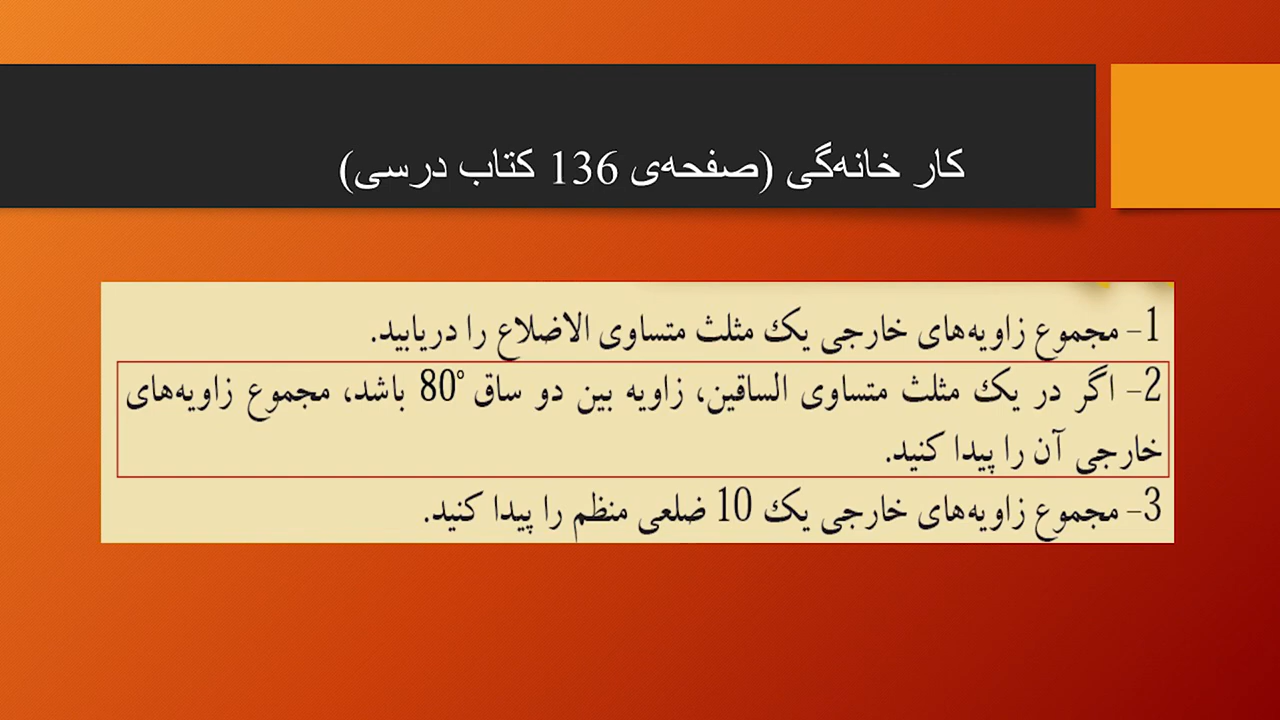 کار خانه‌گی (صفحه‌ی 136 کتاب درسی)
1- مجموع زاویه‌های خارجی یک مثلث متساوی الاضلاع را دریابید.
2- اگر در یک مثلث متساوی الساقین، زاویه بین دو ساق 80° باشد، مجموع زاویه‌های
خارجی آن را پیدا کنید.
3- مجموع زاویه‌های خارجی یک 10 ضلعی منظم را پیدا کنید.